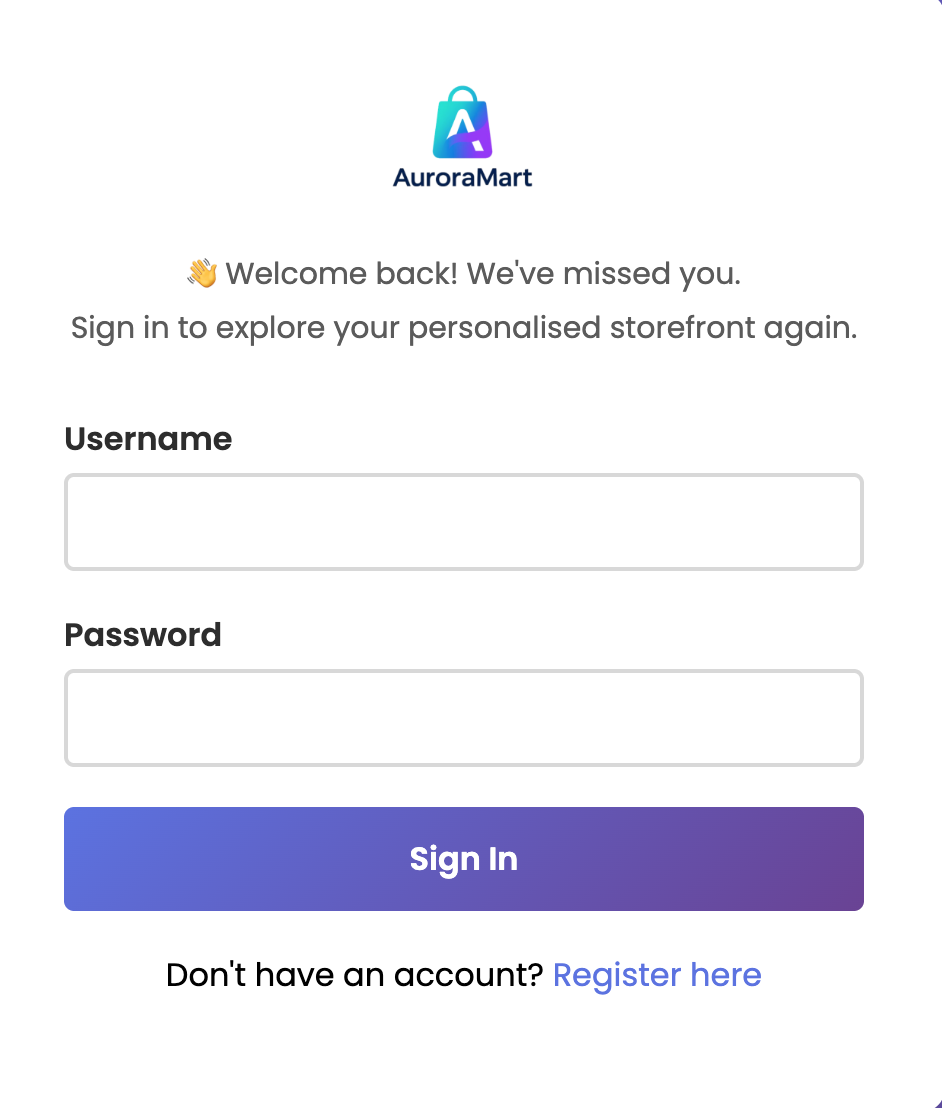 AuroraMart
👋 Welcome back! We've missed you.
Sign in to explore your personalised storefront again.
Username
Password
Sign In
Don't have an account? Register here